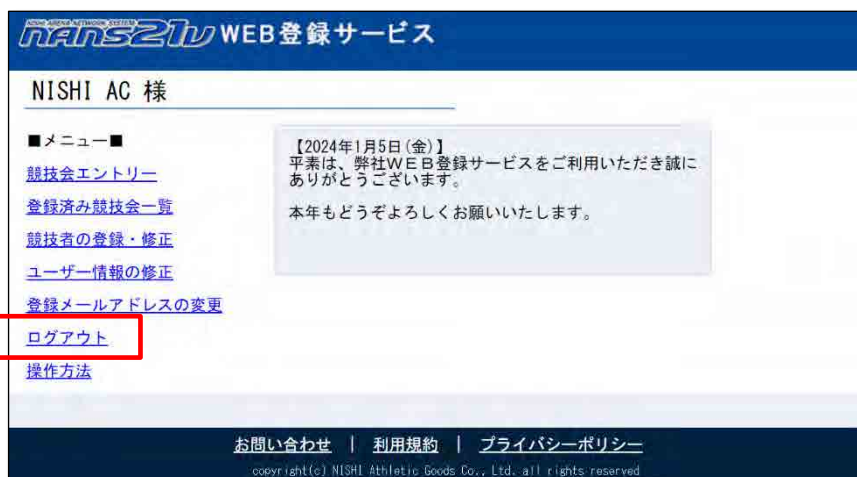 NISHI ARENA NETWORK SYSTEM
nans21V WEB登録サービス
NISHI AC 様
■メニュー■
競技会エントリー
登録済み競技会一覧
競技者の登録・修正
ユーザー情報の修正
登録メールアドレスの変更
ログアウト
操作方法
【2024年1月5日(金)】
平素は、弊社ＷＥＢ登録サービスをご利用いただき誠に
ありがとうございます。
本年もどうぞよろしくお願いいたします。
お問い合わせ | 利用規約 | プライバシーポリシー
copyright(c) NISHI Athletic Goods Co., Ltd. all rights reserved